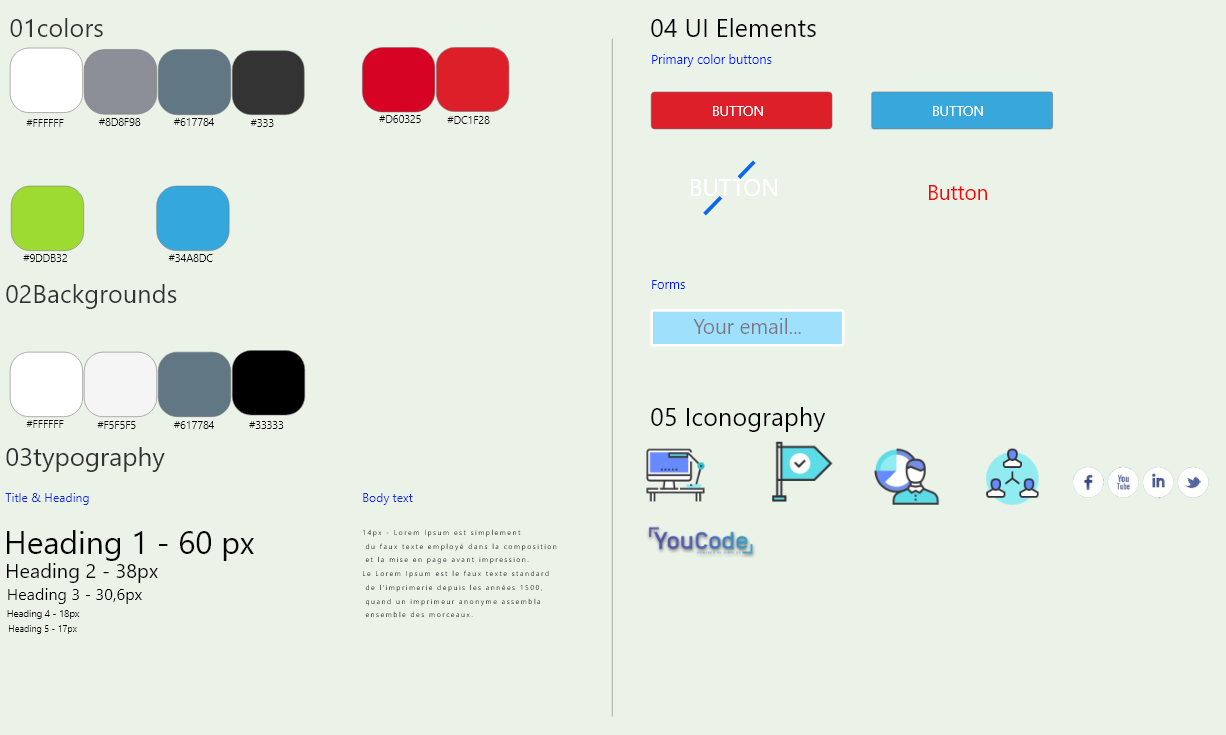 01colors
#FFFFFF
#8D8F98
#617784
#333
#D60325
#DC1F28
#9DDB32
#34A8DC
02Backgrounds
#FFFFFF
#F5F5F5
#617784
#33333
03typography
Title & Heading
Heading 1 - 60 px
Heading 2 - 38px
Heading 3 - 30,6px
Heading 4 - 18px
Heading 5 - 17px
Body text
14px - Lorem Ipsum est simplement
du faux texte employé dans la composition
et la mise en page avant impression.
Le Lorem Ipsum est le faux texte standard
de l'imprimerie depuis les années 1500,
quand un imprimeur anonyme assembla
ensemble des morceaux.
04 UI Elements
Primary color buttons
BUTTON
BUTTON
BUTTON
Button
Forms
Your email...
05 Iconography
f
You
Tube
in
YouCode